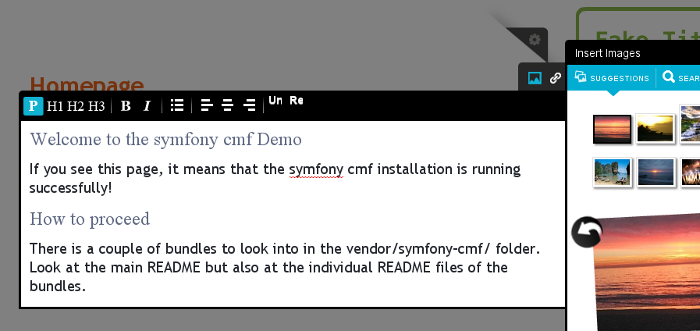 Fake Tit
Insert Images
Homepage
SUGGESTIONS SEAR
P H1 H2 H3 B I Un Re
Welcome to the symfony cmf Demo
If you see this page, it means that the symfony cmf installation is running
successfully!
How to proceed
There is a couple of bundles to look into in the vendor/symfony-cmf/ folder.
Look at the main README but also at the individual README files of the
bundles.